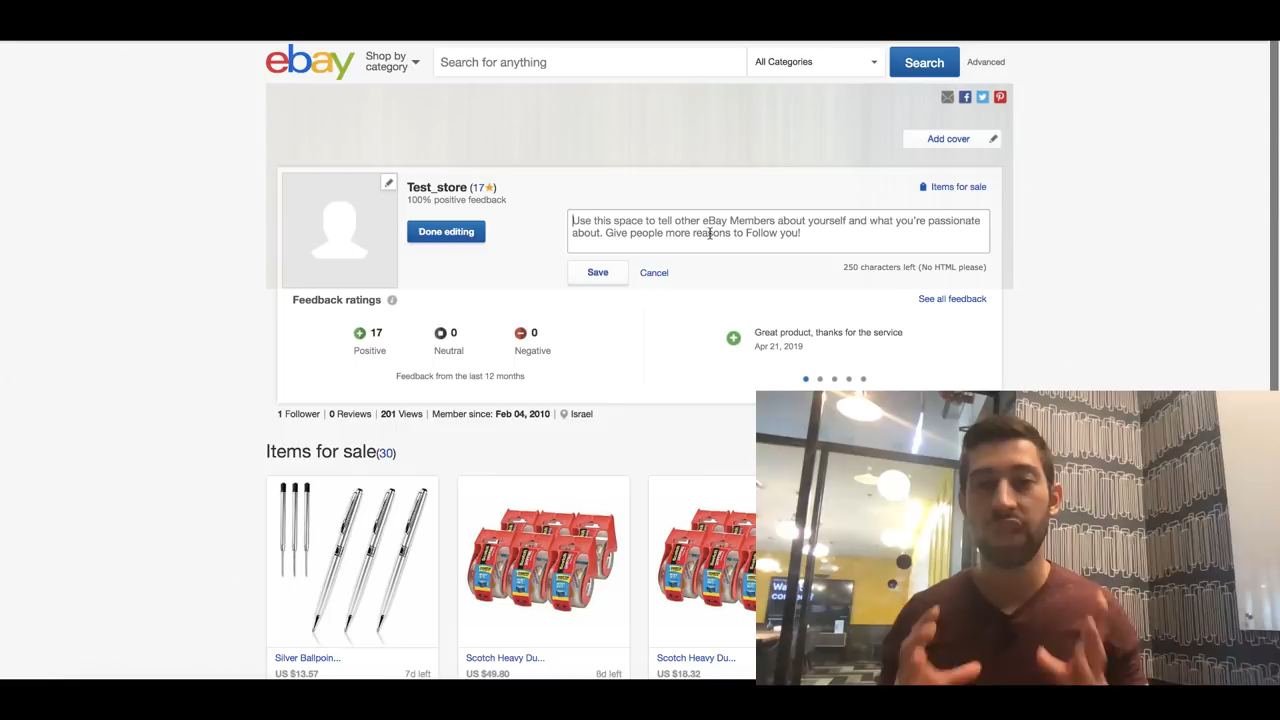 ebay
Shop by
category
Search for anything
All Categories
Search
Advanced
Add cover
Test_store (17★)
100% positive feedback
Items for sale
Done editing
Use this space to tell other eBay Members about yourself and what you're passionate
about. Give people more reasons to Follow you!
Save
Cancel
250 characters left (No HTML please)
Feedback ratings
See all feedback
17
Positive
0
Neutral
0
Negative
Great product, thanks for the service
Apr 21, 2019
Feedback from the last 12 months
1 Follower | 0 Reviews | 201 Views | Member since: Feb 04, 2010 | Israel
Items for sale(30)
Silver Ballpoin...
US $13.57
7d left
Scotch Heavy Du...
US $49.80
8d left
Scotch Heavy Du...
US $18.32